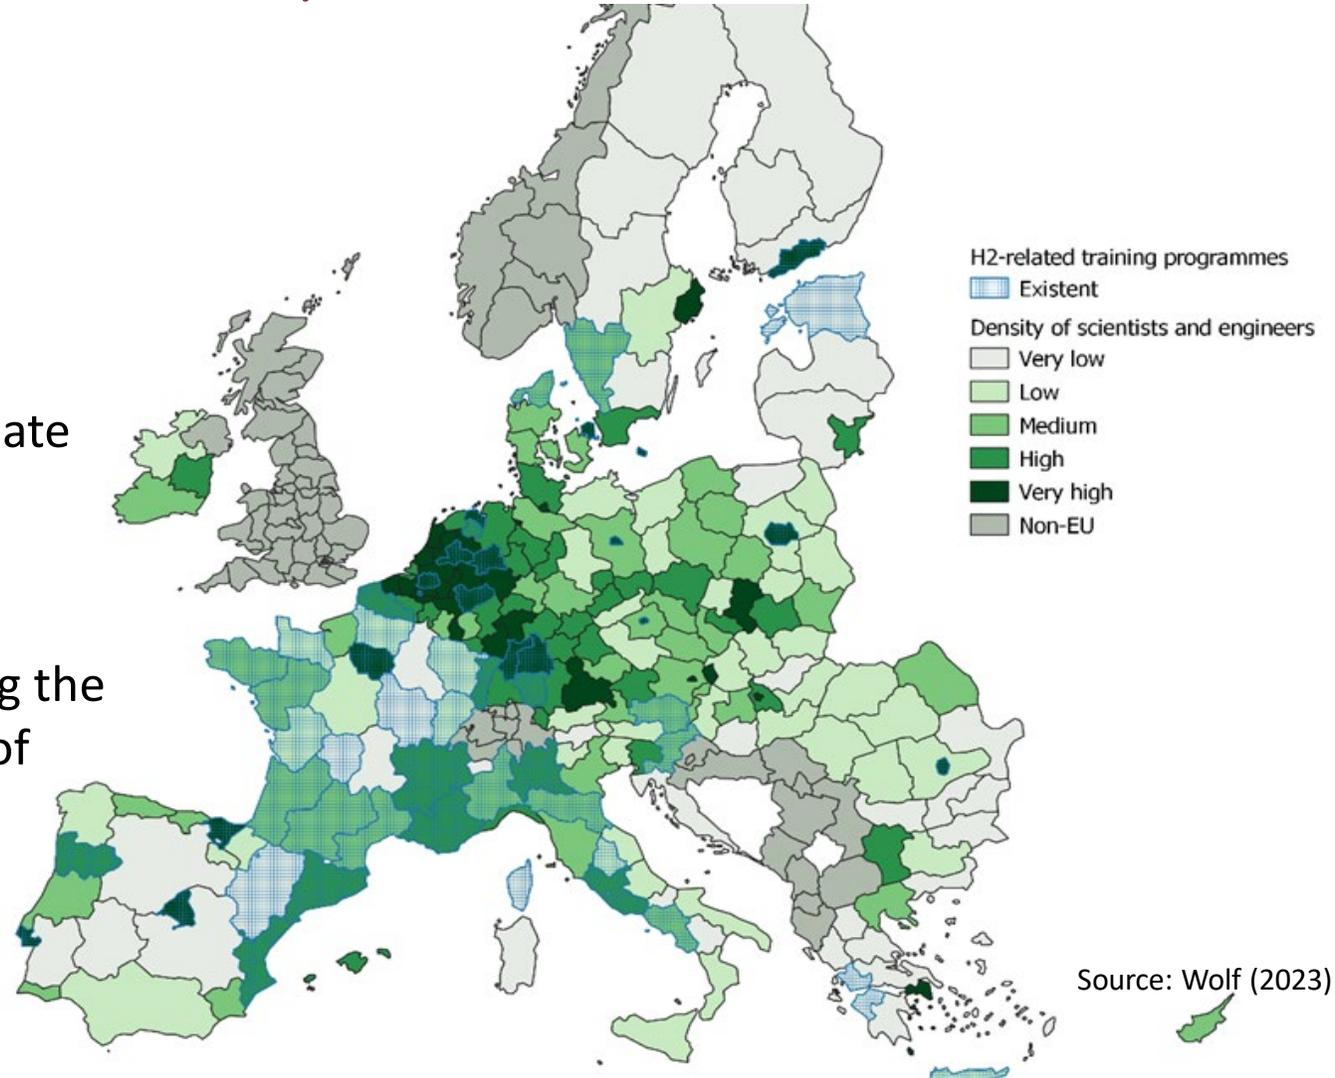 H2-related training programmes
Existent
Density of scientists and engineers
Very low
Low
Medium
High
Very high
Non-EU
ate
g the
of
Source: Wolf (2023)